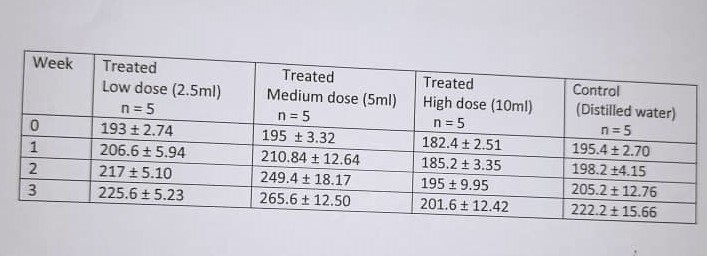 Week Treated Low dose (2.5ml) n = 5 Treated Medium dose (5ml) n = 5 Treated High dose (10ml) n = 5 Control (Distilled water) n = 5
0 193 ± 2.74 195 ± 3.32 182.4 ± 2.51 195.4 ± 2.70
1 206.6 ± 5.94 210.84 ± 12.64 185.2 ± 3.35 198.2 ±4.15
2 217 ± 5.10 249.4 ± 18.17 195 ± 9.95 205.2 ± 12.76
3 225.6 ± 5.23 265.6 ± 12.50 201.6 ± 12.42 222.2 ± 15.66